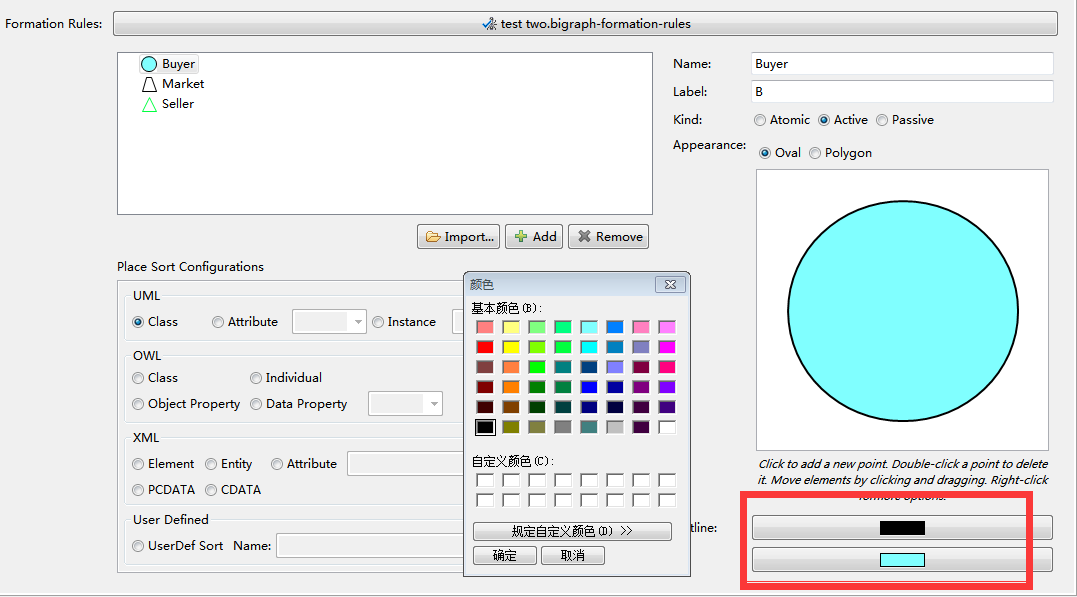 Formation Rules:
test two.bigraph-formation-rules
Buyer
Market
Seller
Import...
Add
Remove
Name:
Buyer
Label:
B
Kind:
Atomic
Active
Passive
Appearance:
Oval
Polygon
Click to add a new point. Double-click a point to delete
it. Move elements by clicking and dragging. Right-click
for more options.
tline:
Place Sort Configurations
UML
Class
Attribute
Instance
OWL
Class
Individual
Object Property
Data Property
XML
Element
Entity
Attribute
PCDATA
CDATA
User Defined
UserDef Sort
Name:
颜色
基本颜色(B):
自定义颜色(C):
规定自定义颜色(D) >>
确定
取消